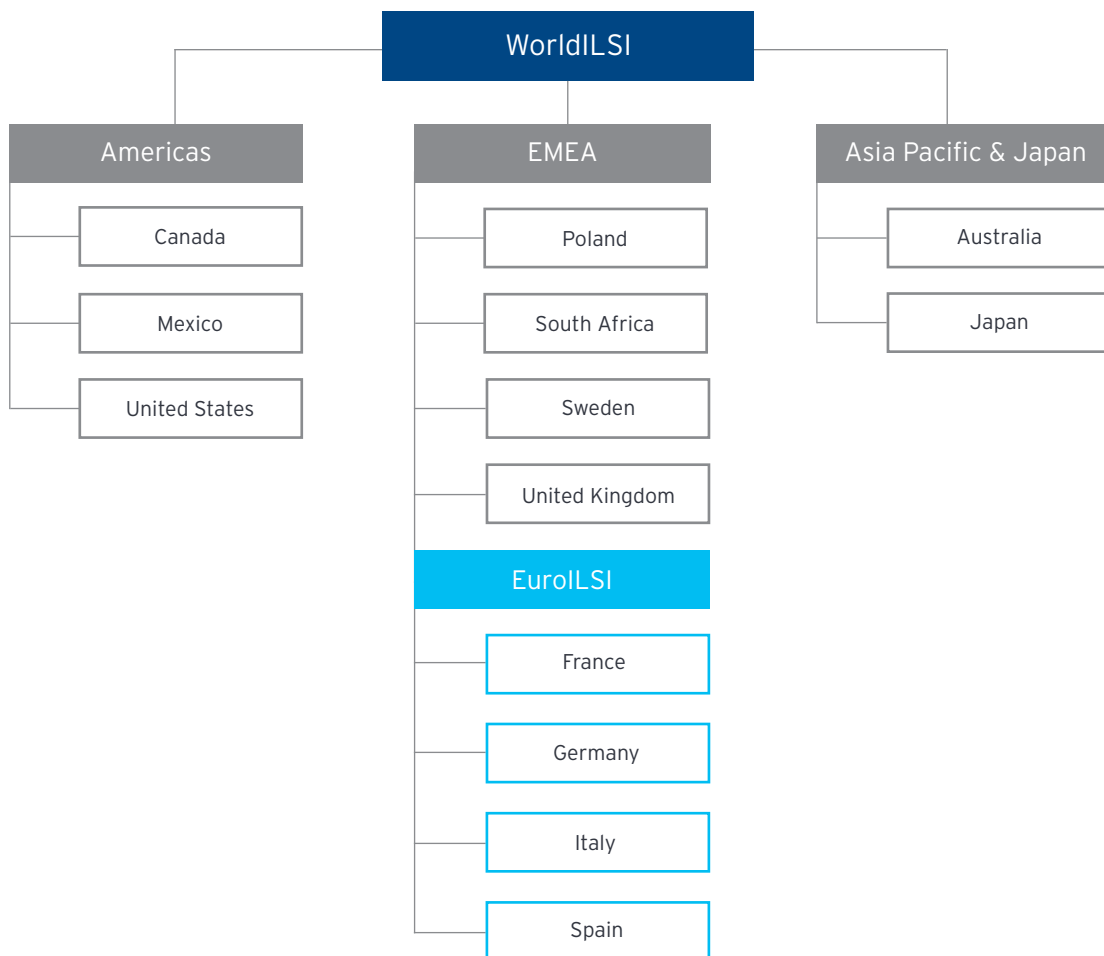 WorldILSI
Americas
Canada
Mexico
United States
EMEA
Poland
South Africa
Sweden
United Kingdom
EuroILSI
France
Germany
Italy
Spain
Asia Pacific & Japan
Australia
Japan